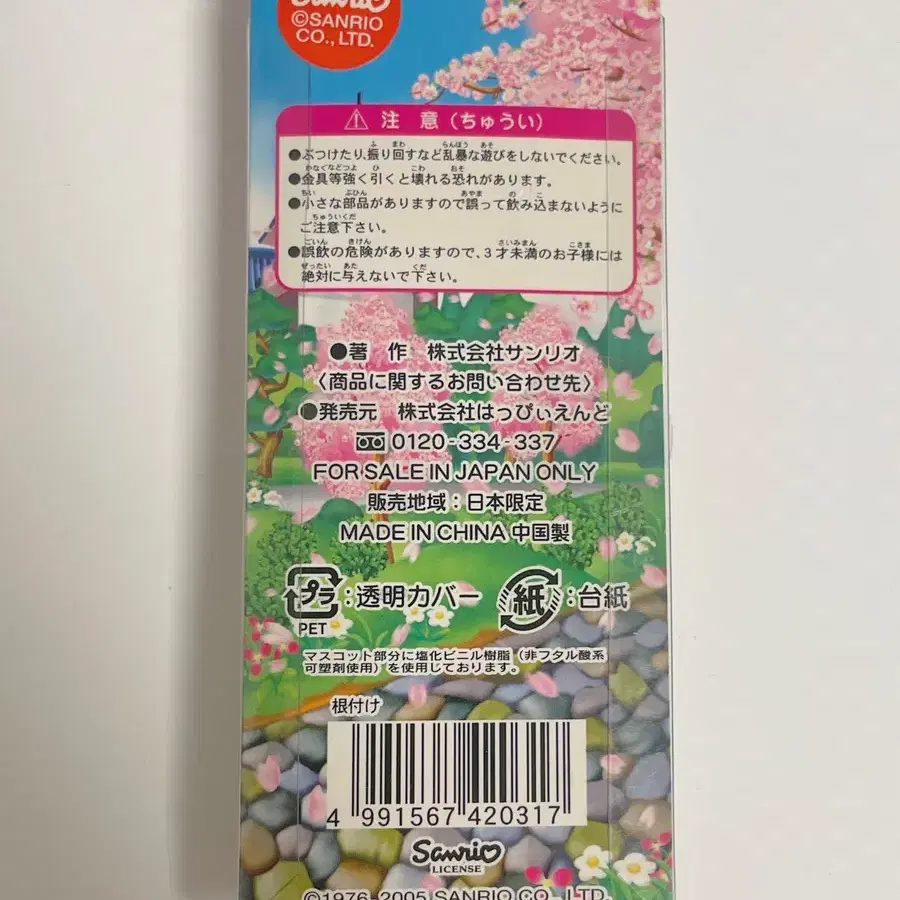 Sanrio
©SANRIO
CO., LTD.
⚠ 注 意 (ちゅうい)
●ぶつけたり、振り回すなど乱暴な遊びをしないでください。
●金具等強く引くと壊れる恐れがあります。
●小さな部品がありますので誤って飲み込まないように
ご注意下さい。
●誤飲の危険がありますので、3才未満のお子様には
絶対に与えないで下さい。
●著 作 株式会社サンリオ
〈商品に関するお問い合わせ先〉
●発売元 株式会社はっぴぃえんど
0120-334-337
FOR SALE IN JAPAN ONLY
販売地域:日本限定
MADE IN CHINA 中国製
プラ:透明カバー 紙:台紙
PET
マスコット部分に塩化ビニル樹脂(非フタル酸系
可塑剤使用)を使用しております。
根付け
4 991567 420317
Sanrio
LICENSE
©1976, 2005 SANRIO CO., LTD.